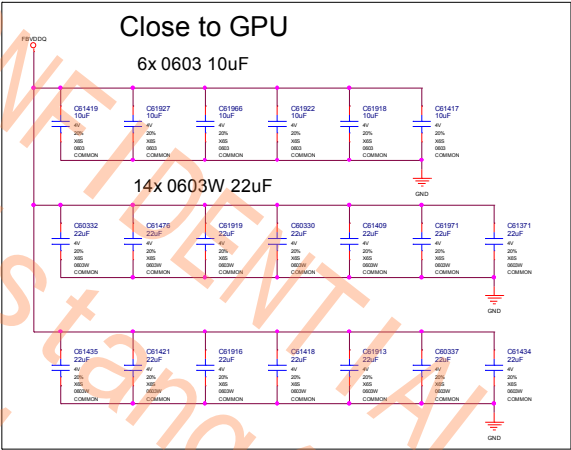 Close to GPU
FBVDDQ
6x 0603 10uF
C61419 C61927 C61966 C61922 C61918 C61417
10uF 10uF 10uF 10uF 10uF 10uF
4V 4V 4V 4V 4V 4V
20% 20% 20% 20% 20% 20%
X6S X6S X6S X6S X6S X6S
0603 0603 0603 0603 0603 0603
COMMON COMMON COMMON COMMON COMMON COMMON
GND
14x 0603W 22uF
C60332 C61476 C61919 C60330 C61409 C61971 C61371
22uF 22uF 22uF 22uF 22uF 22uF 22uF
4V 4V 4V 4V 4V 4V 4V
20% 20% 20% 20% 20% 20% 20%
X6S X6S X6S X6S X6S X6S X6S
0603W 0603W 0603W 0603W 0603W 0603W 0603W
COMMON COMMON COMMON COMMON COMMON COMMON COMMON
GND
C61435 C61421 C61916 C61418 C61913 C60337 C61434
22uF 22uF 22uF 22uF 22uF 22uF 22uF
4V 4V 4V 4V 4V 4V 4V
20% 20% 20% 20% 20% 20% 20%
X6S X6S X6S X6S X6S X6S X6S
0603W 0603W 0603W 0603W 0603W 0603W 0603W
COMMON COMMON COMMON COMMON COMMON COMMON COMMON
GND
NFIDENTIAL